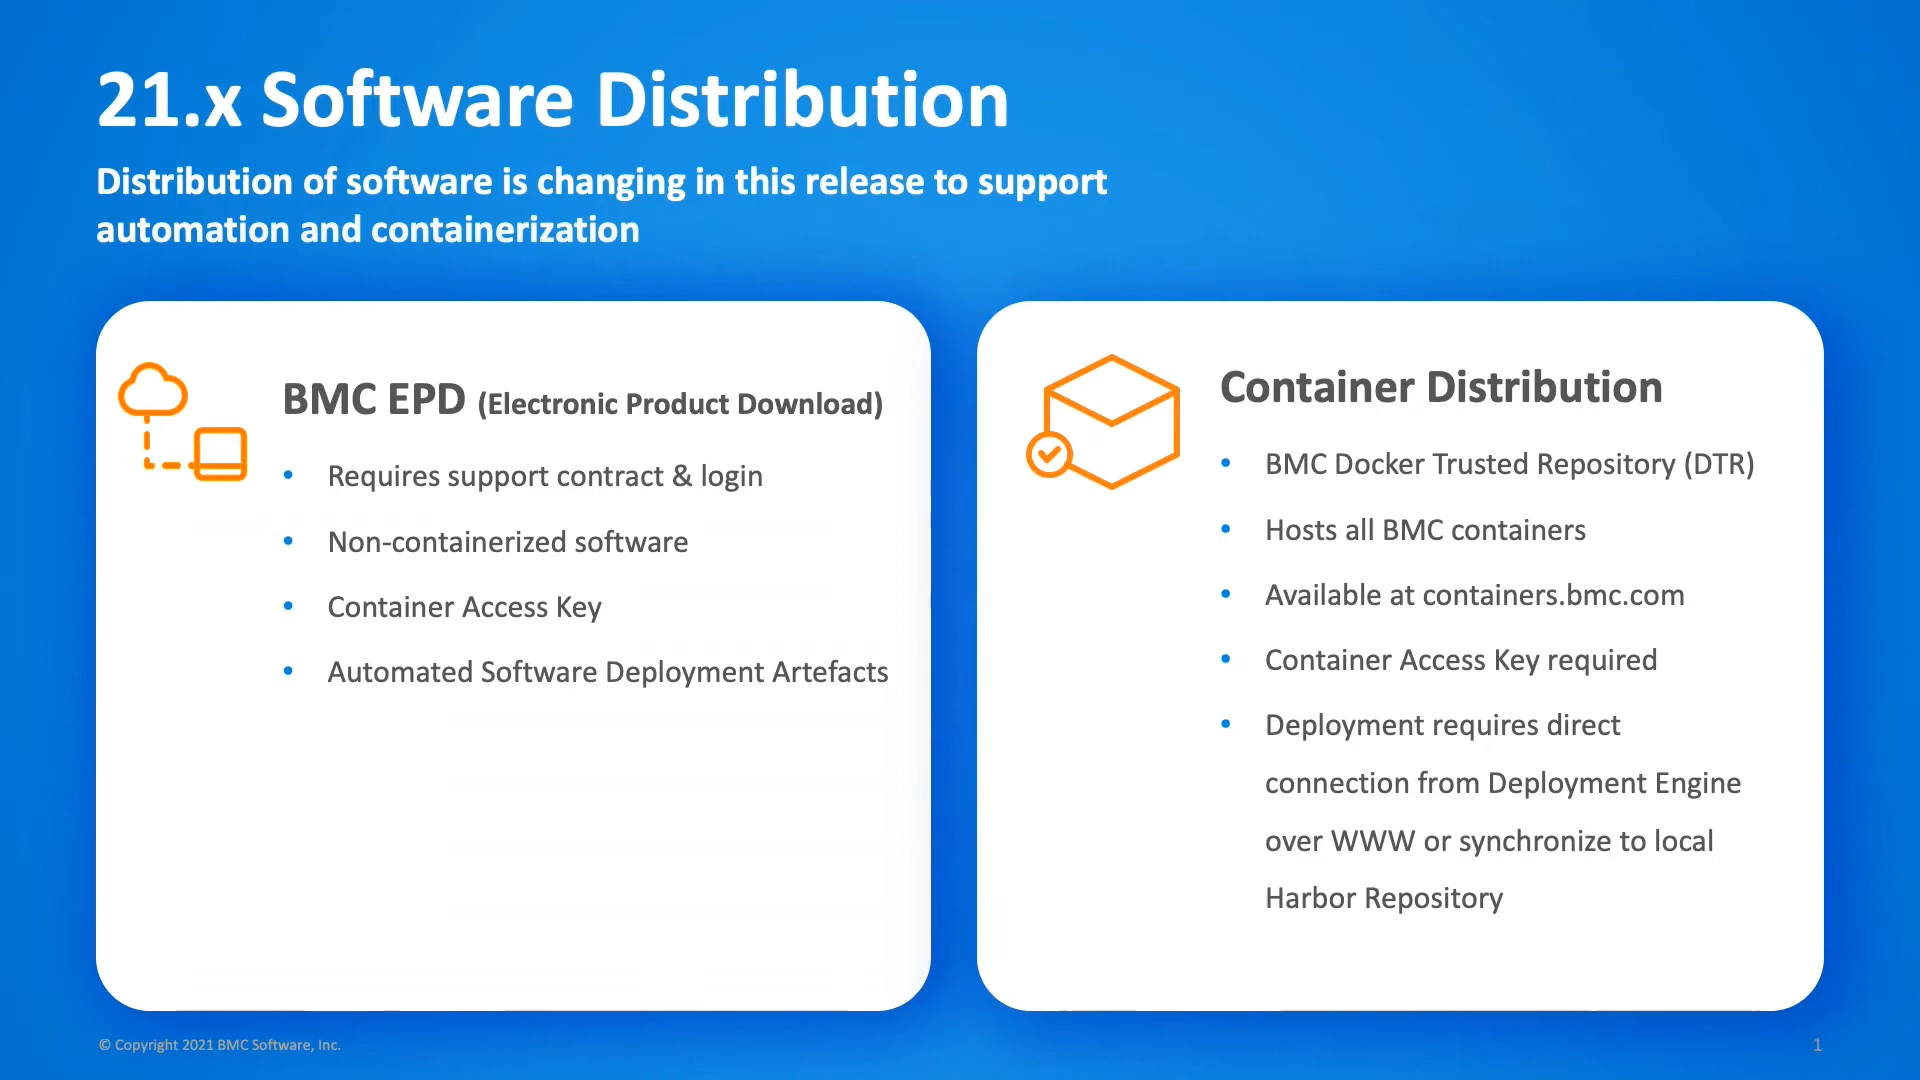 21.x Software Distribution
Distribution of software is changing in this release to support
automation and containerization
BMC EPD (Electronic Product Download)
• Requires support contract & login
• Non-containerized software
• Container Access Key
• Automated Software Deployment Artefacts
Container Distribution
• BMC Docker Trusted Repository (DTR)
• Hosts all BMC containers
• Available at containers.bmc.com
• Container Access Key required
• Deployment requires direct
connection from Deployment Engine
over WWW or synchronize to local
Harbor Repository
© Copyright 2021 BMC Software, Inc.
1